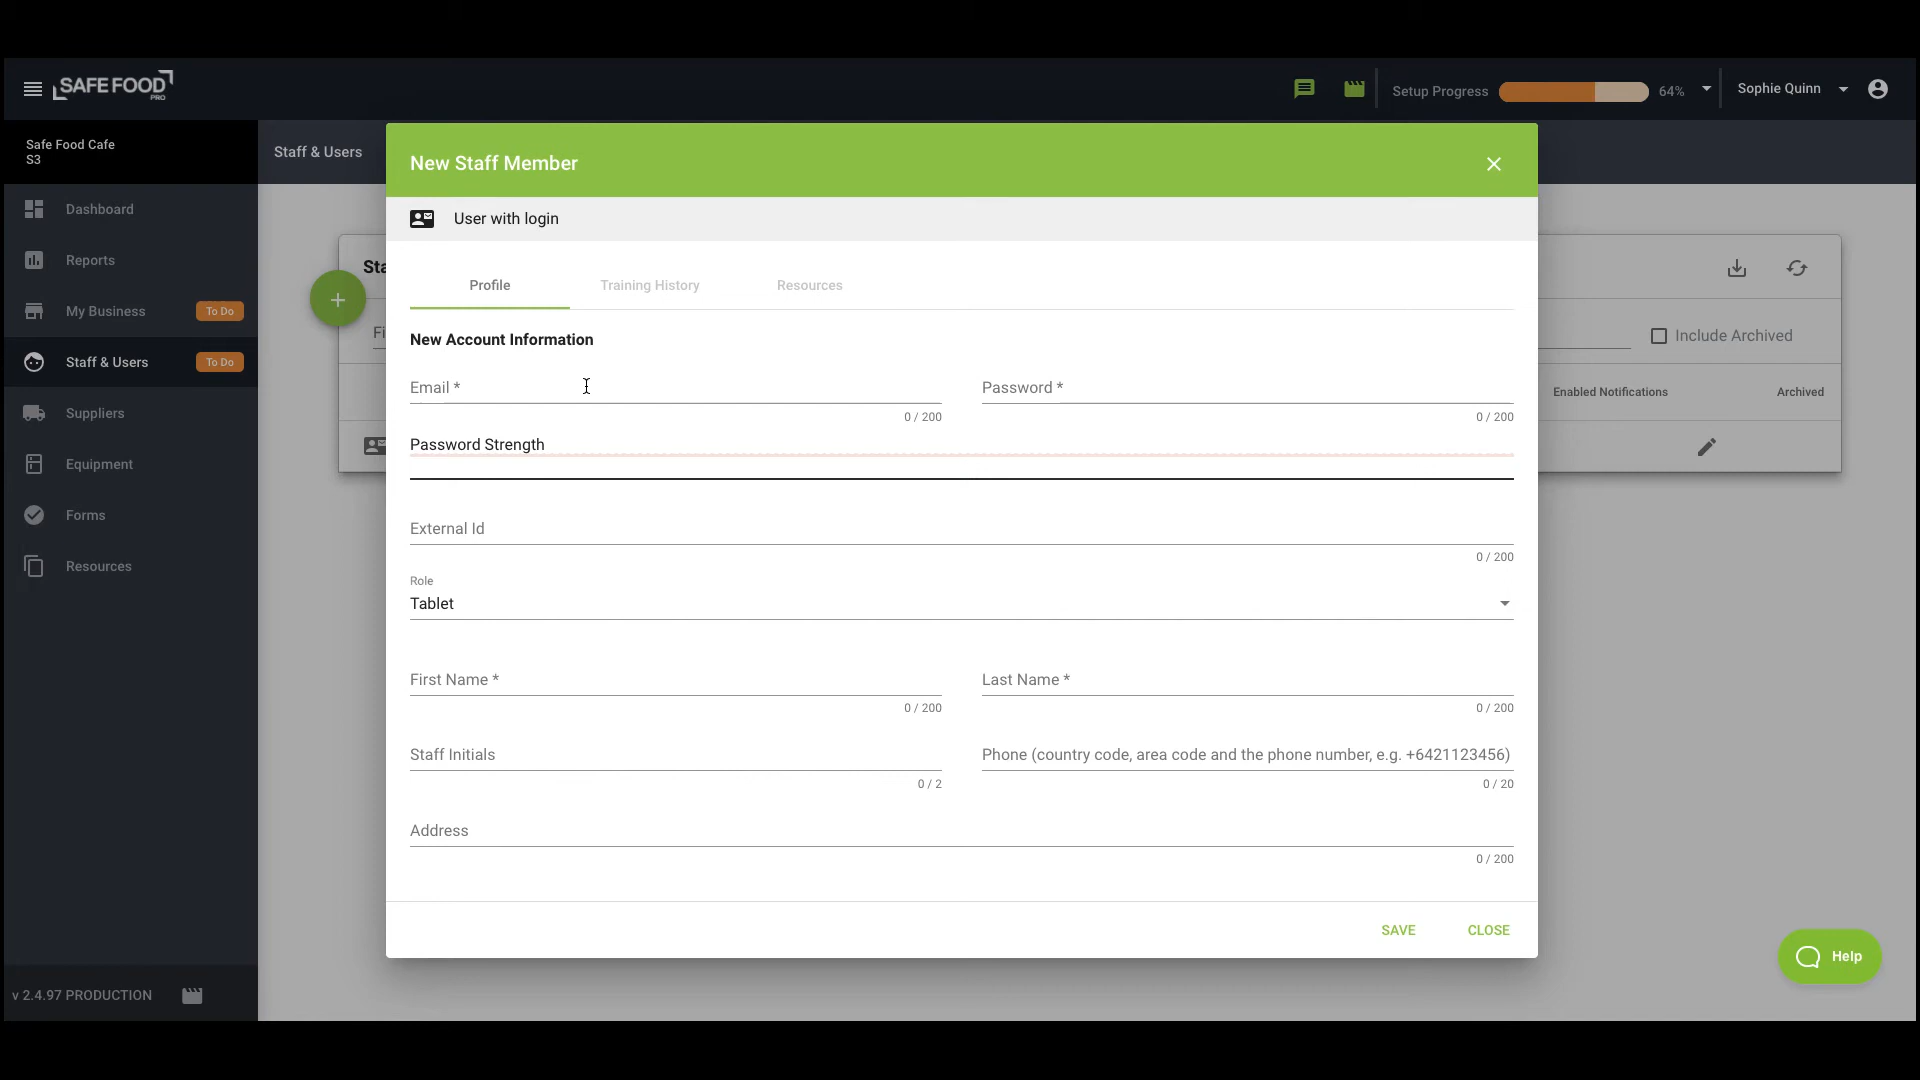 SAFE FOOD
PRO
Setup Progress
64%
Sophie Quinn
Safe Food Cafe
S3
Staff & Users
Dashboard
Reports
My Business
To Do
Staff & Users
To Do
Suppliers
Equipment
Forms
Resources
v 2.4.97 PRODUCTION
Sta
Fi
Include Archived
Enabled Notifications
Archived
New Staff Member
User with login
Profile
Training History
Resources
New Account Information
Email *
0 / 200
Password *
0 / 200
Password Strength
External Id
0 / 200
Role
Tablet
First Name *
0 / 200
Last Name *
0 / 200
Staff Initials
0 / 2
Phone (country code, area code and the phone number, e.g. +6421123456)
0 / 20
Address
0 / 200
SAVE
CLOSE
Help